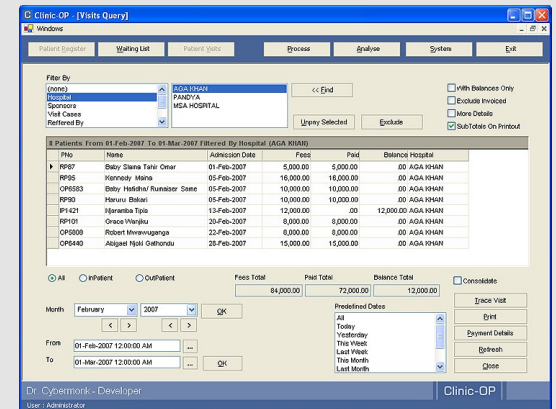 Clinic-OP - [Visits Query]
Windows
Patient Register Waiting List Patient Visits Process Analyse System Exit
Filter By
(none)
Hospital
Sponsors
Visit Cases
Reffered By
AGA KHAN
PANDYA
MSA HOSPITAL
<< Find
Unpay Selected Exclude
With Balances Only
Exclude Invoiced
More Details
SubTotals On Printout
8 Patients From 01-Feb-2007 To 01-Mar-2007 Filtered By Hospital (AGA KHAN)
PNo Name Admission Date Fees Paid Balance Hospital
RP87 Baby Slama Tahir Omar 01-Feb-2007 5,000.00 5,000.00 .00 AGA KHAN
RP95 Kennedy Maina 05-Feb-2007 16,000.00 16,000.00 .00 AGA KHAN
OP6583 Baby Hafidha/ Rumaiser Same 05-Feb-2007 10,000.00 10,000.00 .00 AGA KHAN
RP90 Haruru Bekari 05-Feb-2007 10,000.00 10,000.00 .00 AGA KHAN
IP1421 Njaramba Tipis 13-Feb-2007 12,000.00 .00 12,000.00 AGA KHAN
RP101 Grace Wanjiku 20-Feb-2007 8,000.00 8,000.00 .00 AGA KHAN
OP5808 Robert Mwawuganga 22-Feb-2007 8,000.00 8,000.00 .00 AGA KHAN
OP6440 Abigael Njoki Gathondu 28-Feb-2007 15,000.00 15,000.00 .00 AGA KHAN
All InPatient OutPatient
Fees Total Paid Total Balance Total
84,000.00 72,000.00 12,000.00
Consolidate
Month February 2007 OK
< > < >
From 01-Feb-2007 12:00:00 AM ...
To 01-Mar-2007 12:00:00 AM ... OK
Predefined Dates
All
Today
Yesterday
This Week
Last Week
This Month
Last Month
Trace Visit
Print
Payment Details
Refresh
Close
Dr. Cybermonk - Developer Clinic-OP
User : Administrator